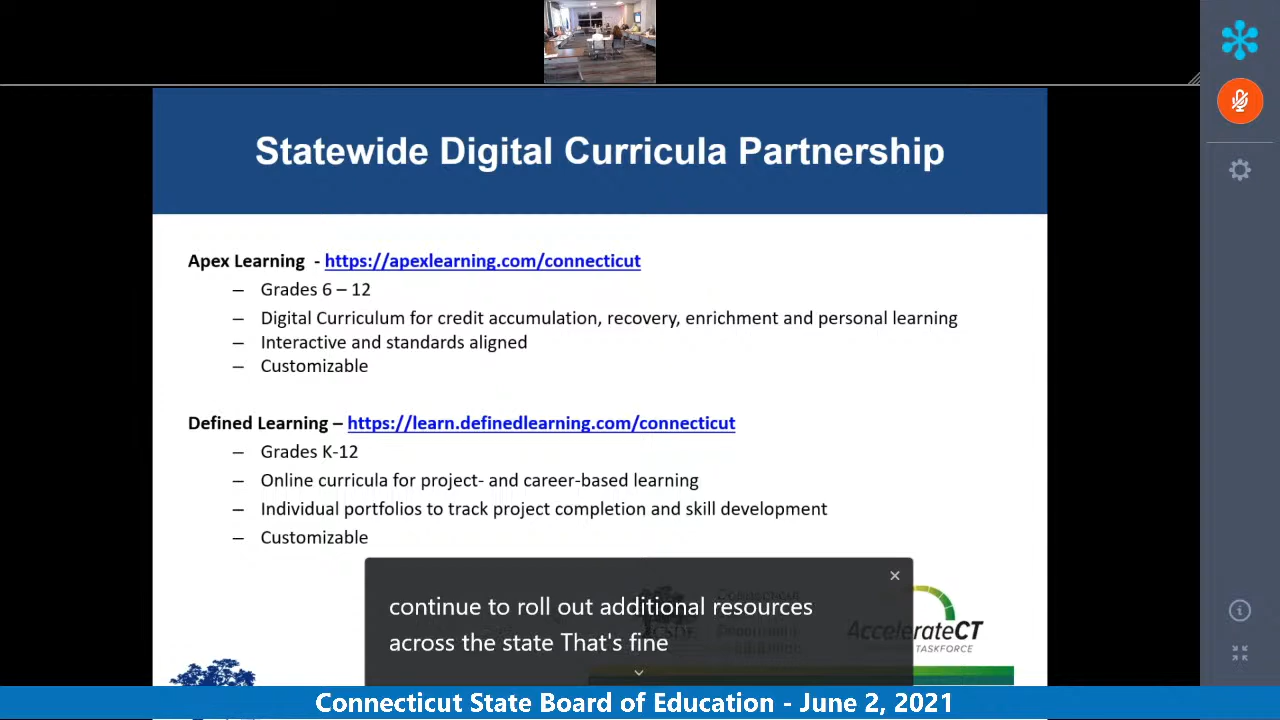 Statewide Digital Curricula Partnership
Apex Learning - https://apexlearning.com/connecticut
– Grades 6 – 12
– Digital Curriculum for credit accumulation, recovery, enrichment and personal learning
– Interactive and standards aligned
– Customizable
Defined Learning – https://learn.definedlearning.com/connecticut
– Grades K-12
– Online curricula for project- and career-based learning
– Individual portfolios to track project completion and skill development
– Customizable
continue to roll out additional resources
across the state That's fine
AccelerateCT
TASKFORCE
Connecticut State Board of Education - June 2, 2021